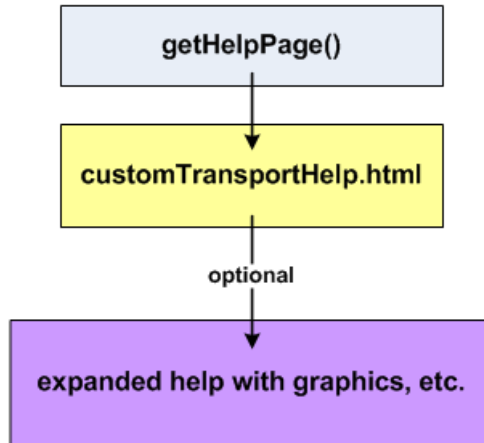 getHelpPage()
customTransportHelp.html
optional
expanded help with graphics, etc.